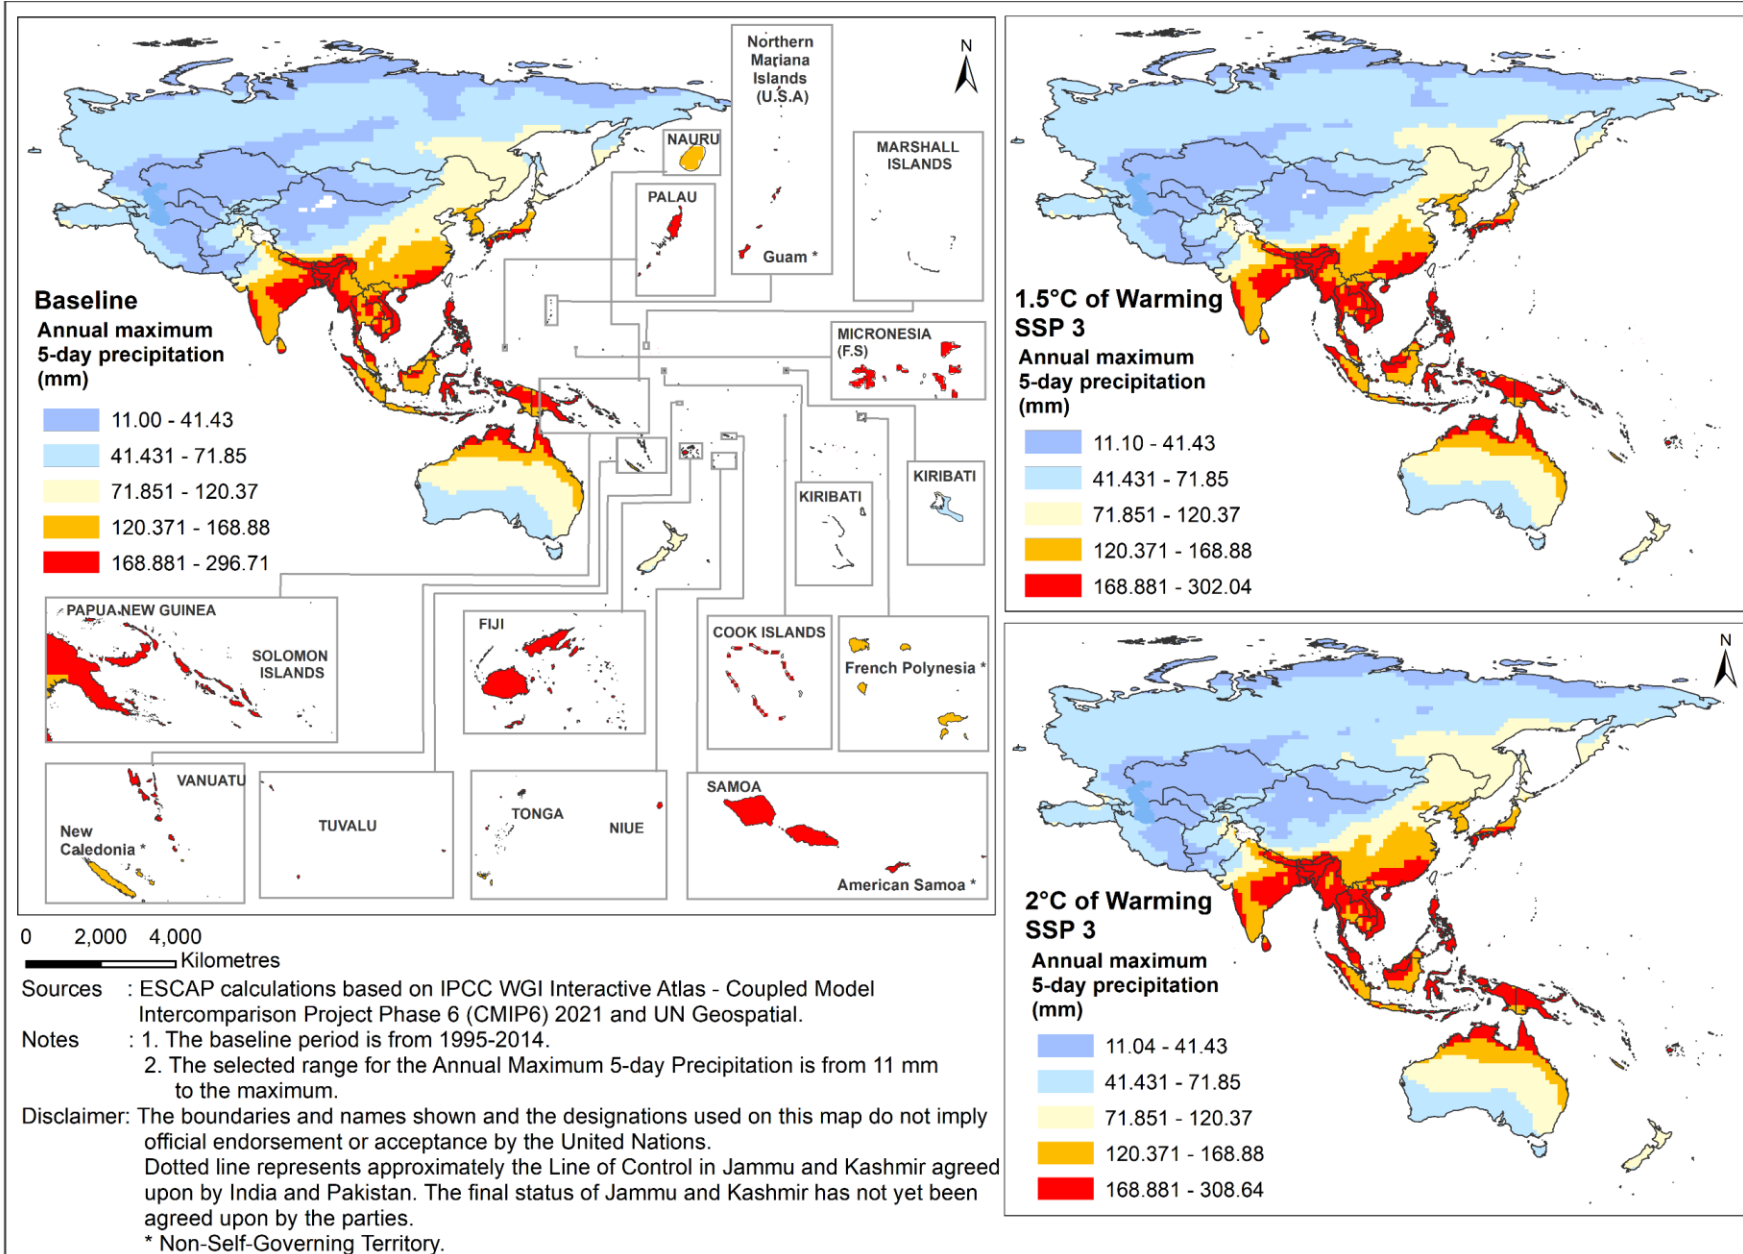 Northern
Mariana
Islands
(U.S.A)
N
NAURU
MARSHALL
ISLANDS
PALAU
Guam *
Baseline
Annual maximum
5-day precipitation
(mm)
11.00 - 41.43
41.431 - 71.85
71.851 - 120.37
120.371 - 168.88
168.881 - 296.71
MICRONESIA
(F.S)
KIRIBATI
KIRIBATI
PAPUA NEW GUINEA
SOLOMON
ISLANDS
FIJI
COOK ISLANDS
French Polynesia *
VANUATU
New
Caledonia *
TUVALU
TONGA
NIUE
SAMOA
American Samoa *
1.5°C of Warming
SSP 3
Annual maximum
5-day precipitation
(mm)
11.10 - 41.43
41.431 - 71.85
71.851 - 120.37
120.371 - 168.88
168.881 - 302.04
N
2°C of Warming
SSP 3
Annual maximum
5-day precipitation
(mm)
11.04 - 41.43
41.431 - 71.85
71.851 - 120.37
120.371 - 168.88
168.881 - 308.64
0 2,000 4,000
Kilometres
Sources : ESCAP calculations based on IPCC WGI Interactive Atlas - Coupled Model
Intercomparison Project Phase 6 (CMIP6) 2021 and UN Geospatial.
Notes : 1. The baseline period is from 1995-2014.
2. The selected range for the Annual Maximum 5-day Precipitation is from 11 mm
to the maximum.
Disclaimer: The boundaries and names shown and the designations used on this map do not imply
official endorsement or acceptance by the United Nations.
Dotted line represents approximately the Line of Control in Jammu and Kashmir agreed
upon by India and Pakistan. The final status of Jammu and Kashmir has not yet been
agreed upon by the parties.
* Non-Self-Governing Territory.